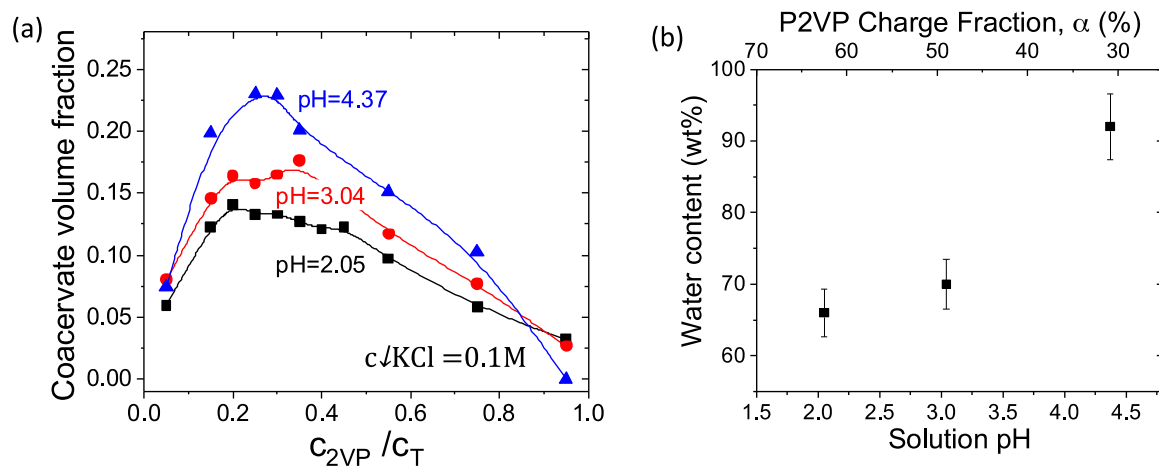 (a)
Coacervate volume fraction
0.25
0.20
0.15
0.10
0.05
0.00
pH=4.37
pH=3.04
pH=2.05
c↓KCl =0.1M
0.0 0.2 0.4 0.6 0.8 1.0
c2VP /cT
(b)
P2VP Charge Fraction, α (%)
70 60 50 40 30
Water content (wt%)
100
90
80
70
60
1.5 2.0 2.5 3.0 3.5 4.0 4.5
Solution pH